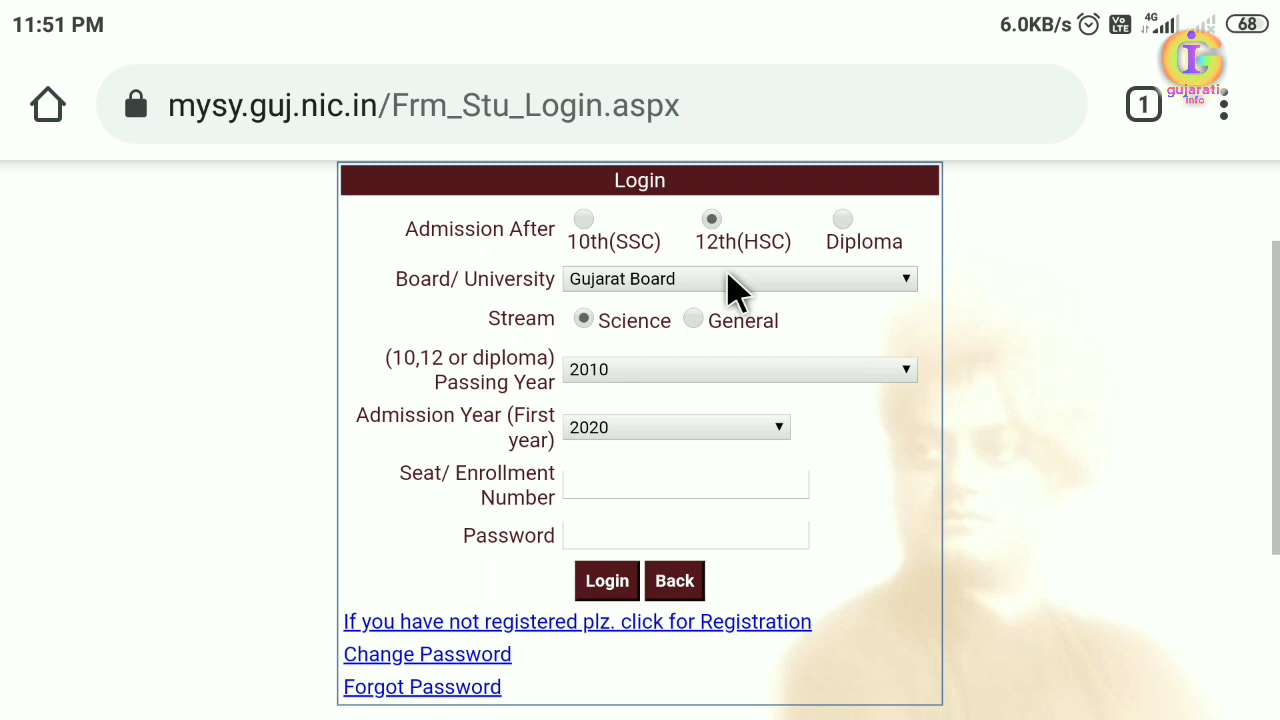 11:51 PM
6.0KB/s Vo LTE 4G 68
mysy.guj.nic.in/Frm_Stu_Login.aspx
1
gujarati
info
Login
Admission After 10th(SSC) 12th(HSC) Diploma
Board/ University Gujarat Board
Stream Science General
(10,12 or diploma)
Passing Year 2010
Admission Year (First
year) 2020
Seat/ Enrollment
Number
Password
Login Back
If you have not registered plz. click for Registration
Change Password
Forgot Password